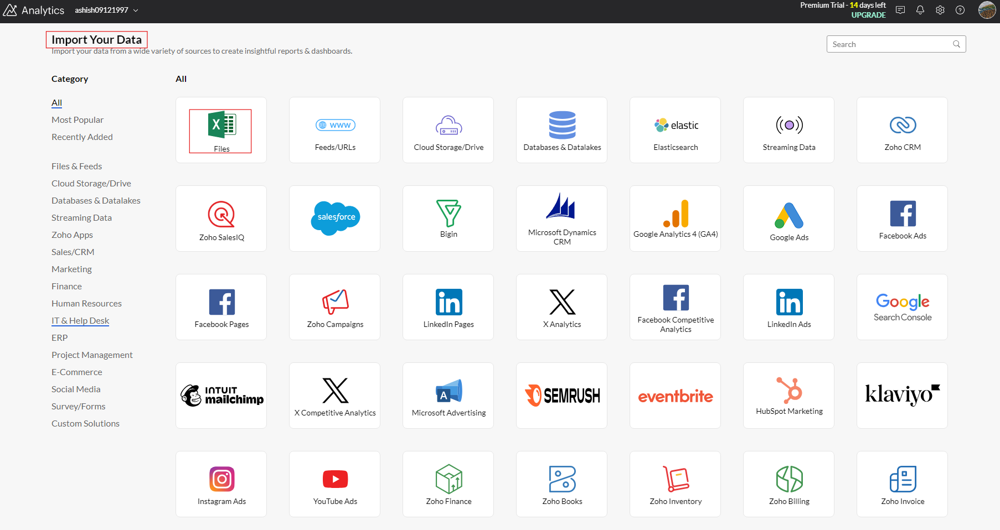 Analytics ashish09121997
Premium Trial - 14 days left
UPGRADE
Import Your Data
Import your data from a wide variety of sources to create insightful reports & dashboards.
Search
Category
All
Most Popular
Recently Added
Files & Feeds
Cloud Storage/Drive
Databases & Datalakes
Streaming Data
Zoho Apps
Sales/CRM
Marketing
Finance
Human Resources
IT & Help Desk
ERP
Project Management
E-Commerce
Social Media
Survey/Forms
Custom Solutions
All
X
Files
WWW
Feeds/URLs
Cloud Storage/Drive
Databases & Datalakes
elastic
Elasticsearch
Streaming Data
Zoho CRM
Zoho SalesIQ
salesforce
Bigin
Microsoft Dynamics
CRM
Google Analytics 4 (GA4)
Google Ads
f
Facebook Ads
f
Facebook Pages
Zoho Campaigns
in
LinkedIn Pages
X
X Analytics
f
Facebook Competitive
Analytics
in
LinkedIn Ads
Google
Search Console
INTUIT
mailchimp
X
X Competitive Analytics
A
Microsoft Advertising
SEMRUSH
eventbrite
HubSpot Marketing
klaviyo
Instagram Ads
YouTube Ads
Zoho Finance
Zoho Books
Zoho Inventory
Zoho Billing
Zoho Invoice